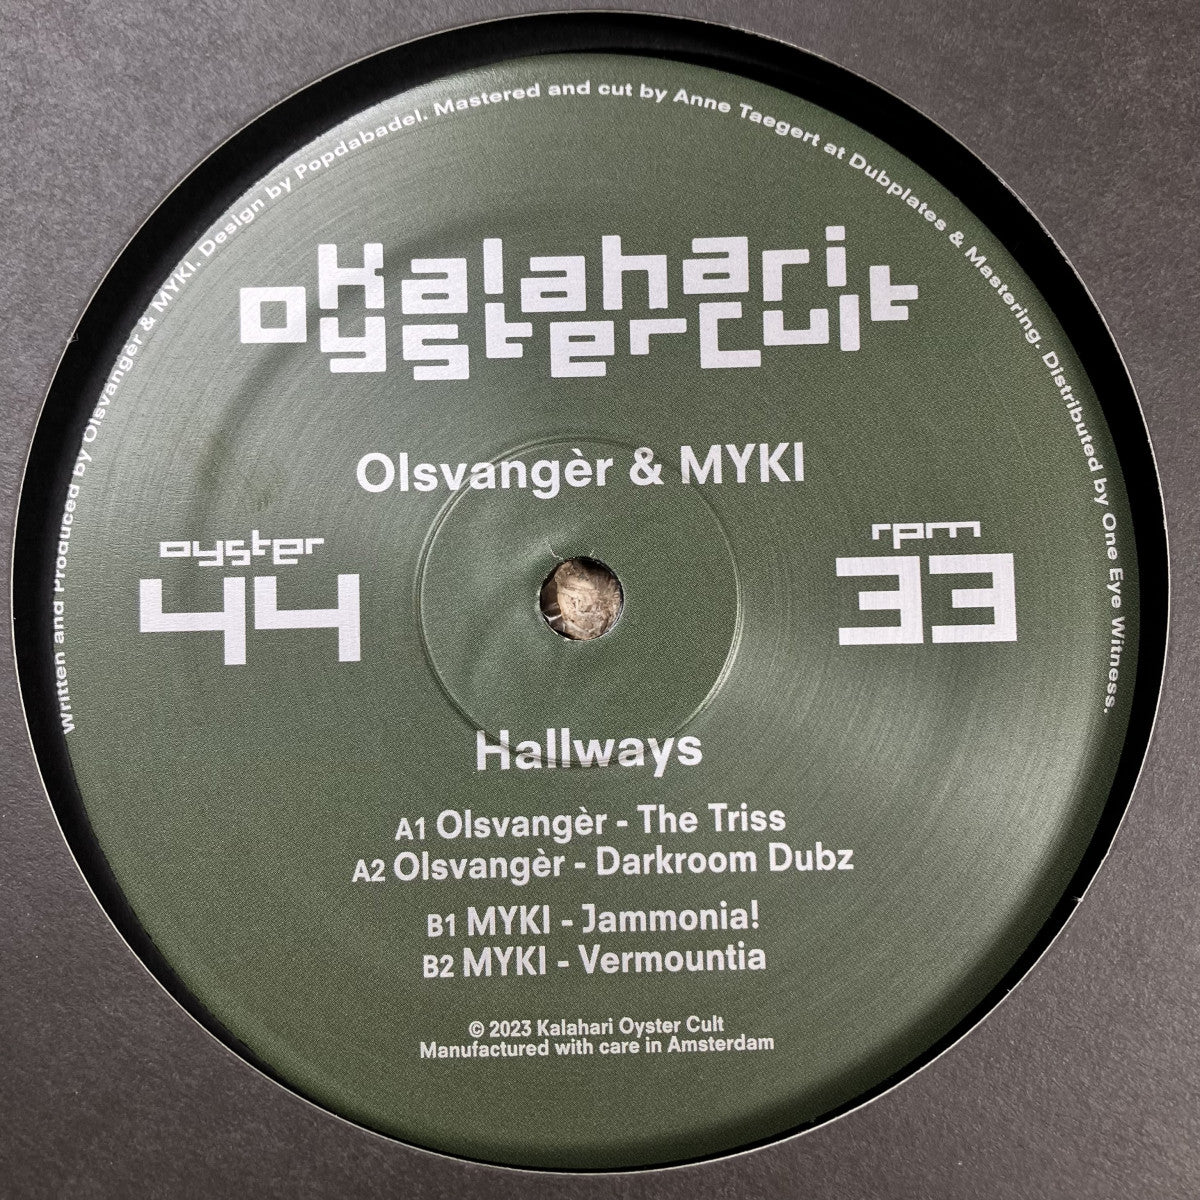 Written and Produced by Olsvangèr & MYKI. Design by Popdabadel. Mastered and cut by Anne Taegert at Dubplates & Mastering. Distributed by One Eye Witness.
Kalahari
OysterCult
Olsvangèr & MYKI
oyster
44
rpm
33
Hallways
A1 Olsvangèr - The Triss
A2 Olsvangèr - Darkroom Dubz
B1 MYKI - Jammonia!
B2 MYKI - Vermountia
© 2023 Kalahari Oyster Cult
Manufactured with care in Amsterdam